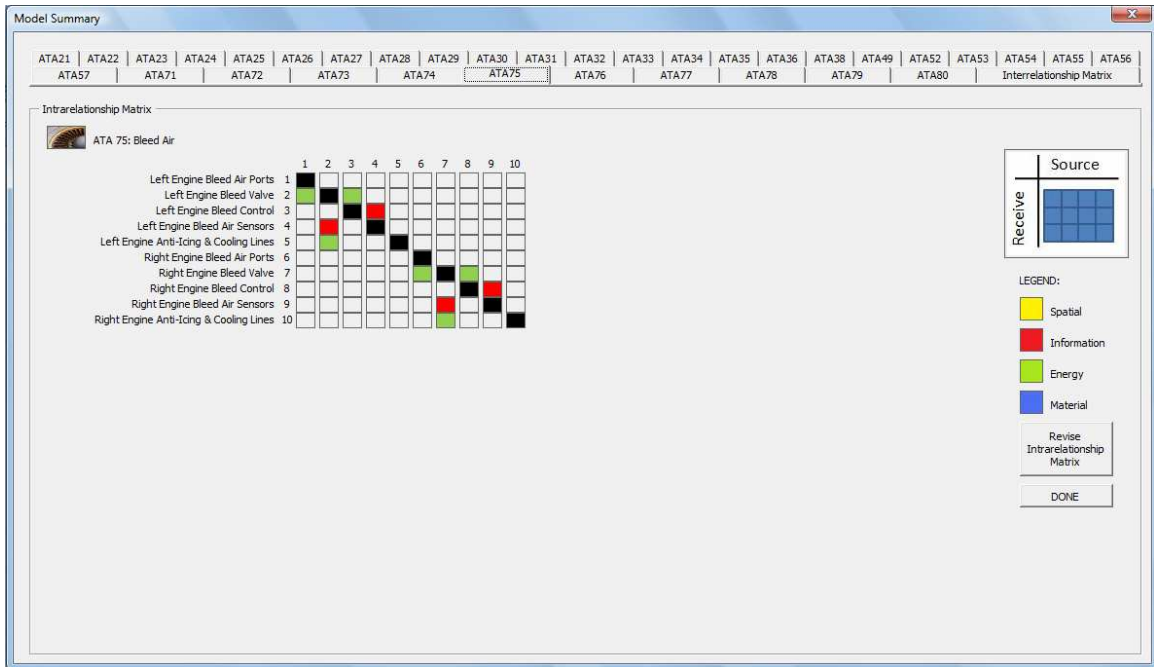 Model Summary
ATA21 ATA22 ATA23 ATA24 ATA25 ATA26 ATA27 ATA28 ATA29 ATA30 ATA31 ATA32 ATA33 ATA34 ATA35 ATA36 ATA38 ATA49 ATA52 ATA53 ATA54 ATA55 ATA56
ATA57 ATA71 ATA72 ATA73 ATA74 ATA75 ATA76 ATA77 ATA78 ATA79 ATA80 Interrelationship Matrix
Intrarelationship Matrix
ATA 75: Bleed Air
1 2 3 4 5 6 7 8 9 10
Left Engine Bleed Air Ports 1
Left Engine Bleed Valve 2
Left Engine Bleed Control 3
Left Engine Bleed Air Sensors 4
Left Engine Anti-Icing & Cooling Lines 5
Right Engine Bleed Air Ports 6
Right Engine Bleed Valve 7
Right Engine Bleed Control 8
Right Engine Bleed Air Sensors 9
Right Engine Anti-Icing & Cooling Lines 10
Source
Receive
LEGEND:
Spatial
Information
Energy
Material
Revise
Intrarelationship
Matrix
DONE